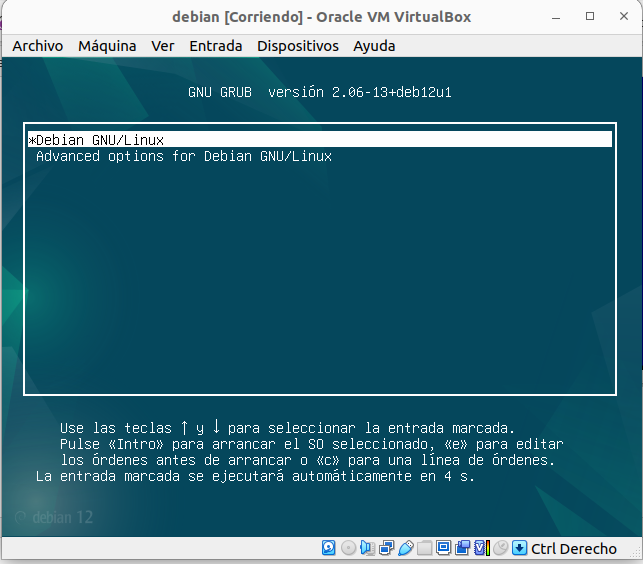 debian [Corriendo] - Oracle VM VirtualBox
Archivo Máquina Ver Entrada Dispositivos Ayuda
GNU GRUB versión 2.06-13+deb12u1
*Debian GNU/Linux
Advanced options for Debian GNU/Linux
Use las teclas ↑ y ↓ para seleccionar la entrada marcada.
Pulse «Intro» para arrancar el SO seleccionado, «e» para editar
los órdenes antes de arrancar o «c» para una línea de órdenes.
La entrada marcada se ejecutará automáticamente en 4 s.
debian 12
Ctrl Derecho